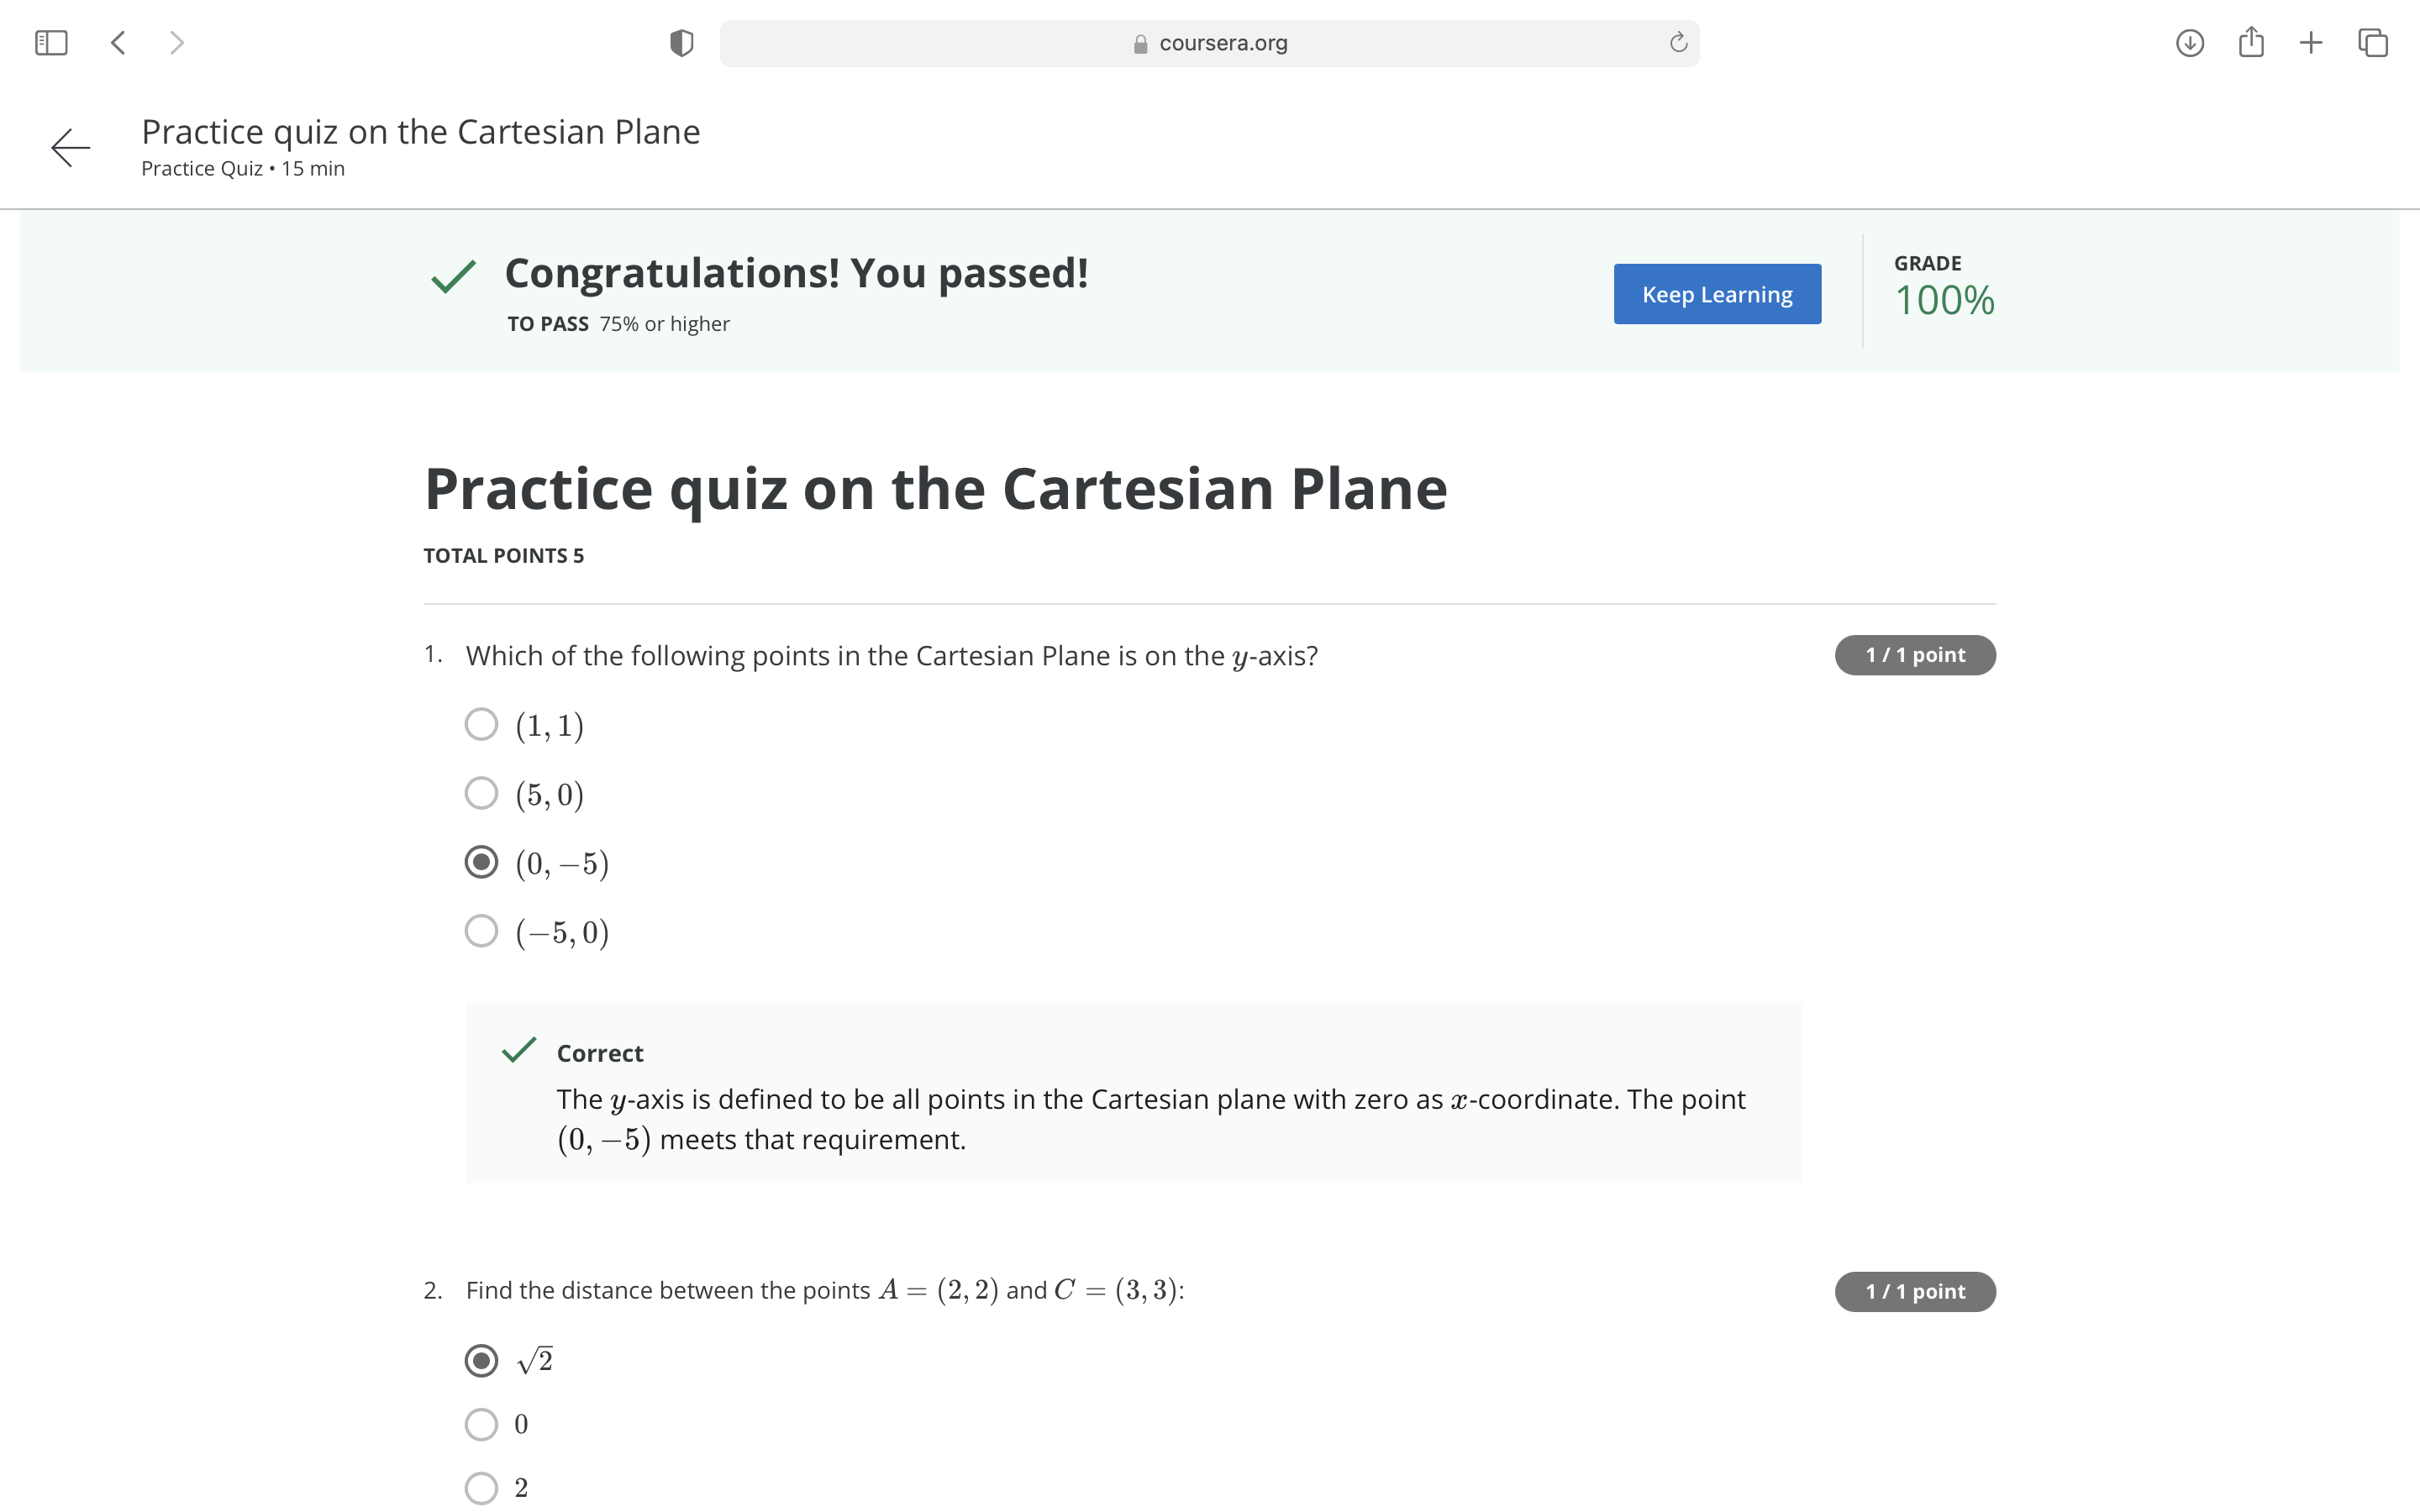 coursera.org
Practice quiz on the Cartesian Plane
Practice Quiz • 15 min
Congratulations! You passed!
TO PASS 75% or higher
Keep Learning
GRADE
100%
Practice quiz on the Cartesian Plane
TOTAL POINTS 5
1. Which of the following points in the Cartesian Plane is on the y-axis?
1 / 1 point
(1, 1)
(5, 0)
(0, −5)
(−5, 0)
Correct
The y-axis is defined to be all points in the Cartesian plane with zero as x-coordinate. The point
(0, −5) meets that requirement.
2. Find the distance between the points A = (2, 2) and C = (3, 3):
1 / 1 point
√2
0
2